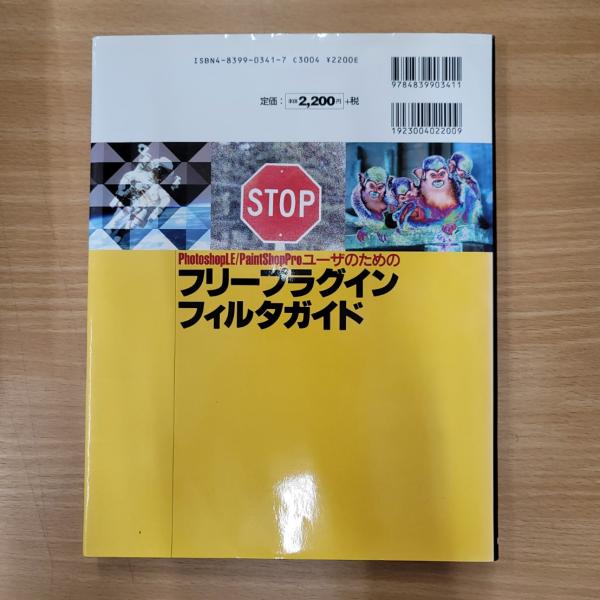 ISBN4-8399-0341-7 C3004 ¥2200E
9784839903411
定価：本体2,200円+税
1923004022009
STOP
PhotoshopLE/PaintShopProユーザのための
フリープラグイン
フィルタガイド